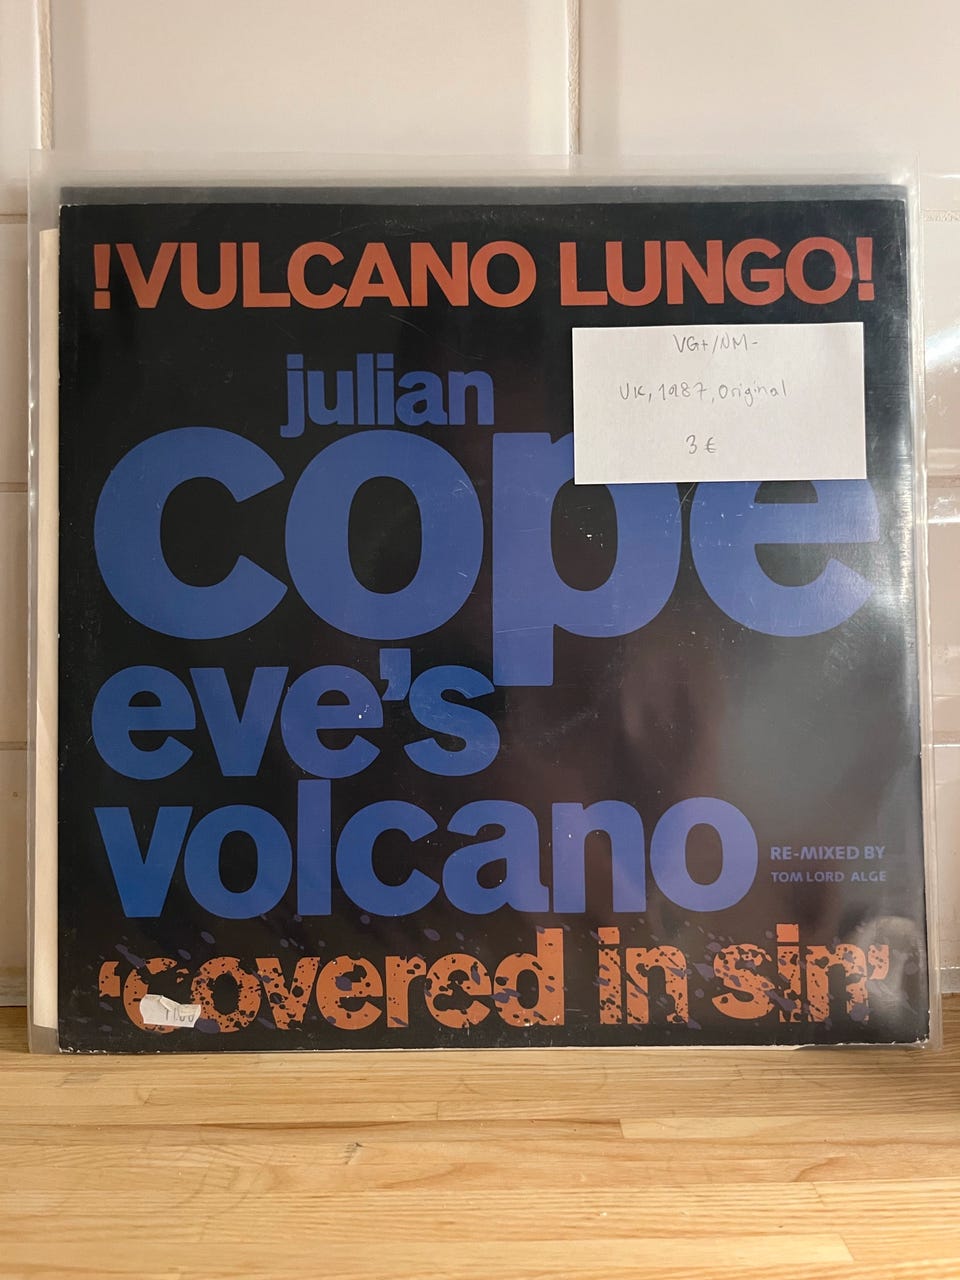 !VULCANO LUNGO!
julian
cope
VG+/NM-
UK, 1987, Original
3 €
eve's
volcano
RE-MIXED BY
TOM LORD ALGE
'covered in sin'